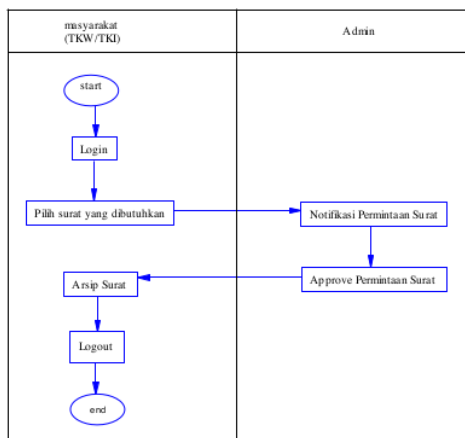 masyarakat
(TKW/TKI)
Admin
start
Login
Pilih surat yang dibutuhkan
Notifikasi Permintaan Surat
Approve Permintaan Surat
Arsip Surat
Logout
end